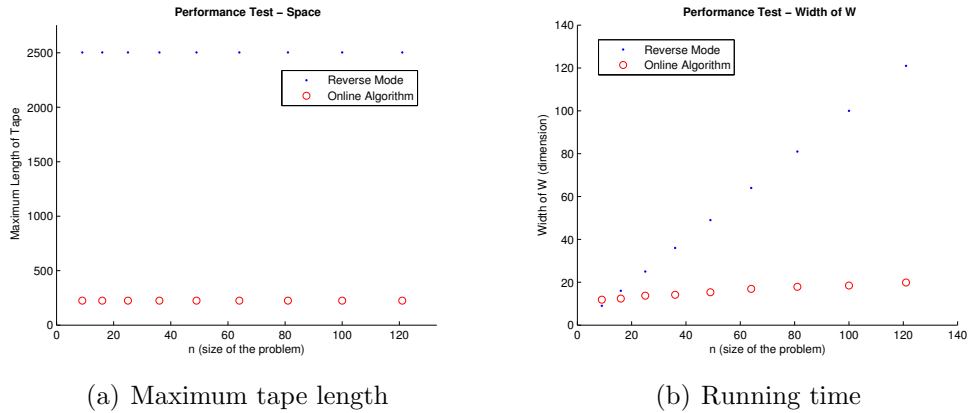 Performance Test – Space
2500
2000
1500
1000
500
0
Maximum Length of Tape
Reverse Mode
Online Algorithm
0 20 40 60 80 100 120
n (size of the problem)
(a) Maximum tape length
Performance Test – Width of W
140
120
100
80
60
40
20
0
Width of W (dimension)
Reverse Mode
Online Algorithm
0 20 40 60 80 100 120 140
n (size of the problem)
(b) Running time